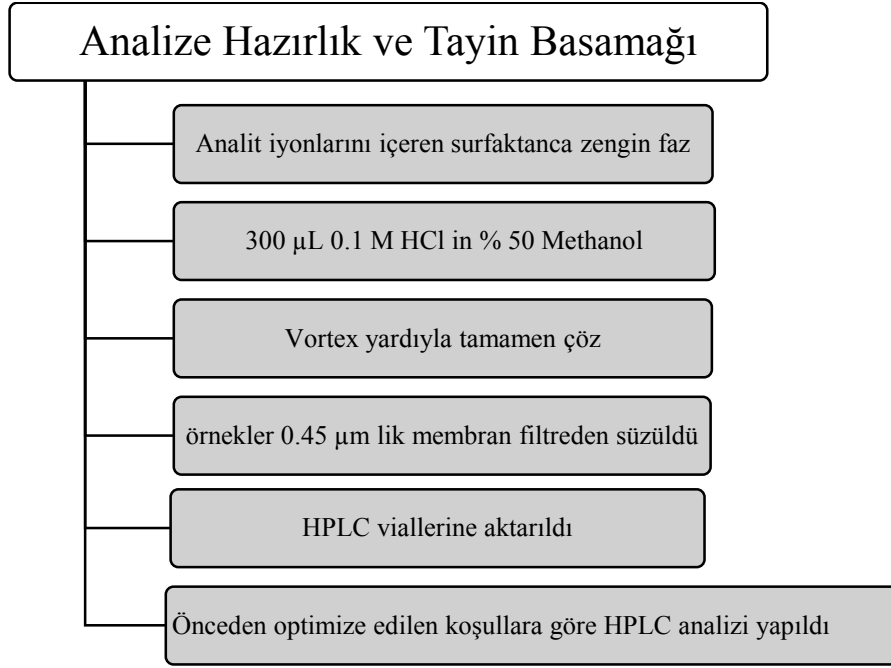 Analize Hazırlık ve Tayin Basamağı
Analit iyonlarını içeren surfaktanca zengin faz
300 µL 0.1 M HCl in % 50 Methanol
Vortex yardıyla tamamen çöz
örnekler 0.45 µm lik membran filtreden süzüldü
HPLC viallerine aktarıldı
Önceden optimize edilen koşullara göre HPLC analizi yapıldı